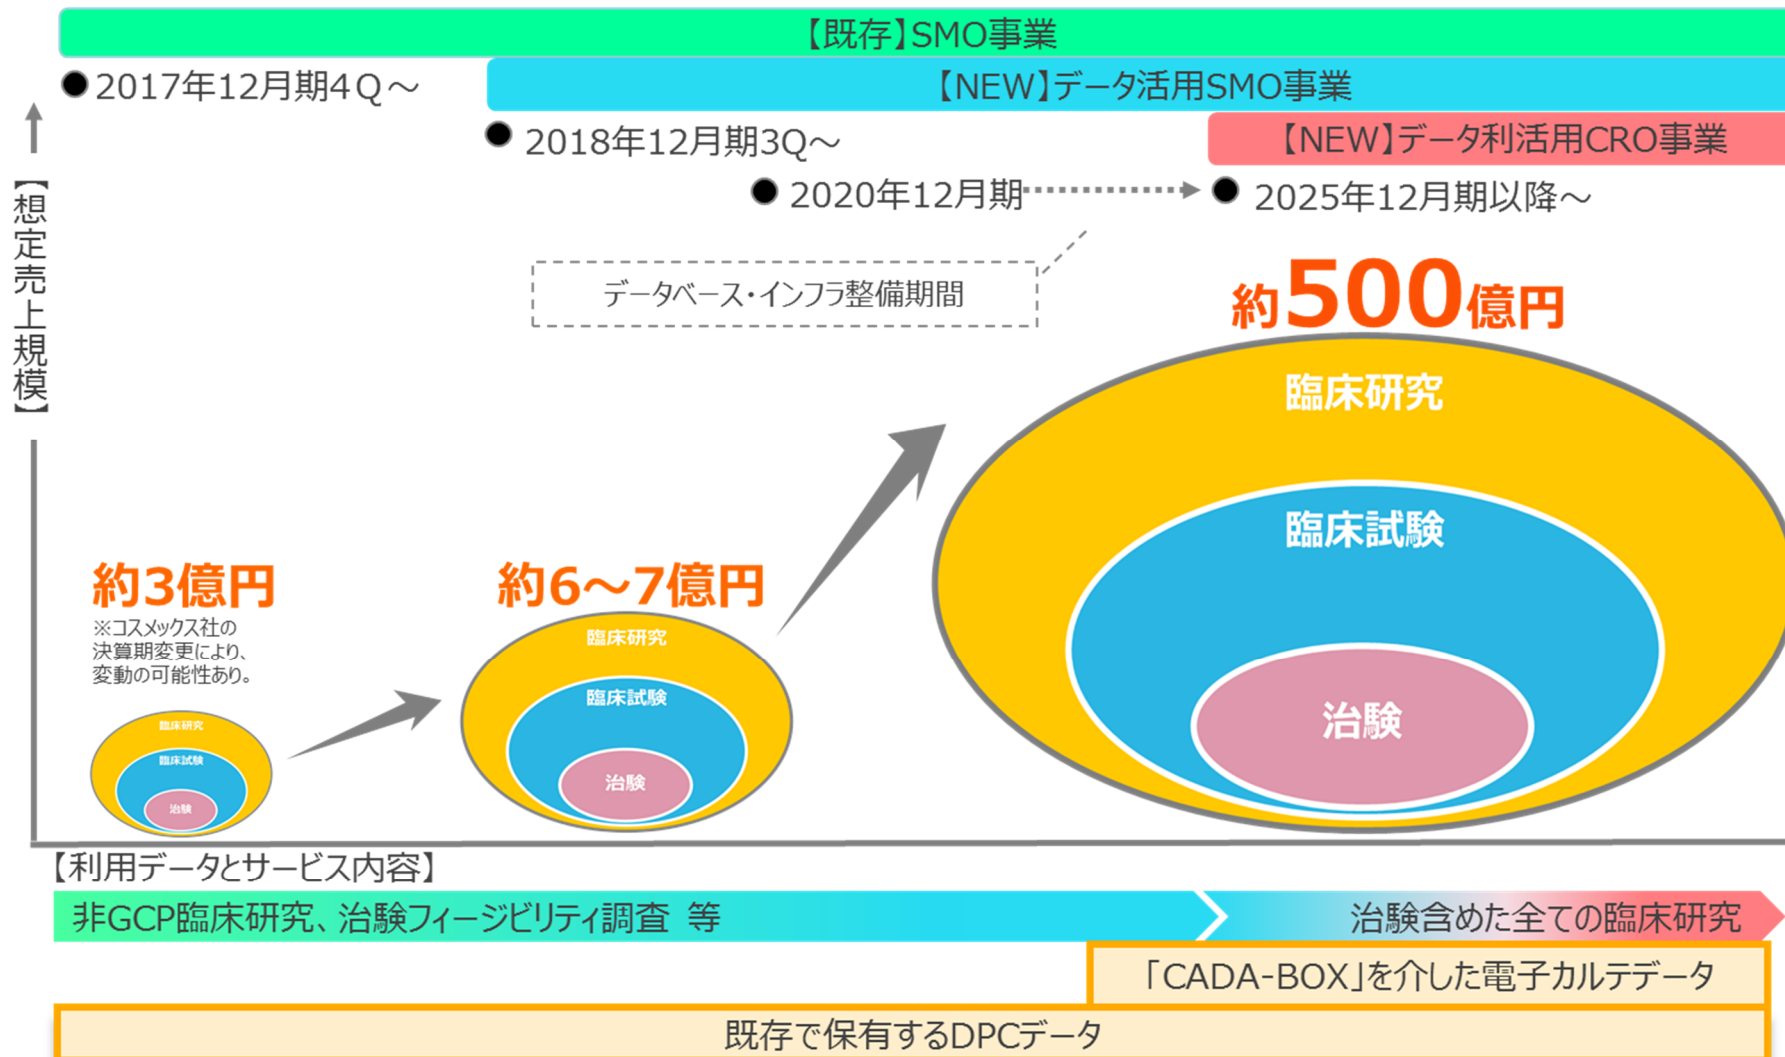 【既存】SMO事業
●2017年12月期4Q～
【NEW】データ活用SMO事業
●2018年12月期3Q～
【NEW】データ利活用CRO事業
●2020年12月期
●2025年12月期以降～
【想定売上規模】
データベース・インフラ整備期間
約500億円
臨床研究
臨床試験
治験
約3億円
※コスメックス社の
決算期変更により、
変動の可能性あり。
臨床研究
臨床試験
治験
約6～7億円
臨床研究
臨床試験
治験
【利用データとサービス内容】
非GCP臨床研究、治験フィージビリティ調査 等
治験含めた全ての臨床研究
「CADA-BOX」を介した電子カルテデータ
既存で保有するDPCデータ